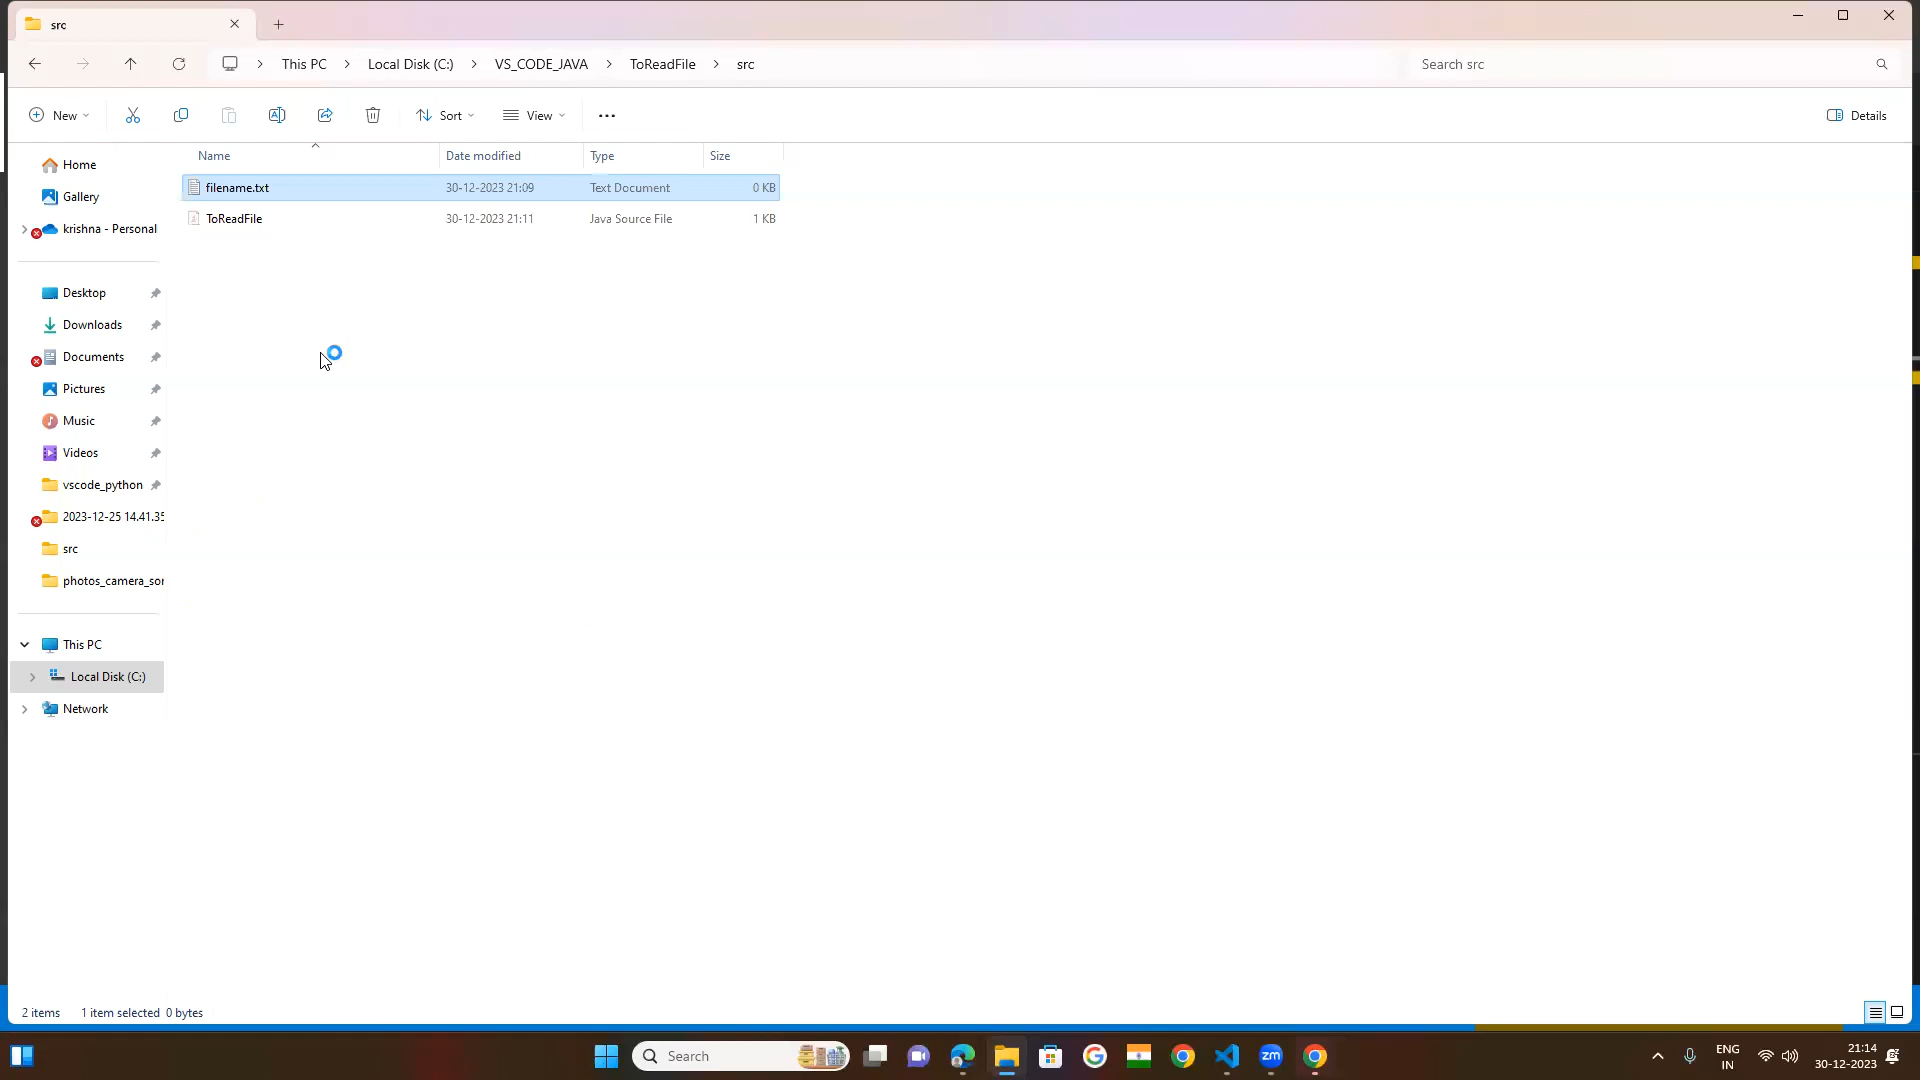 src
This PC
Local Disk (C:)
VS_CODE_JAVA
ToReadFile
src
Search src
New
Sort
View
Details
Name Date modified Type Size
filename.txt 30-12-2023 21:09 Text Document 0 KB
ToReadFile 30-12-2023 21:11 Java Source File 1 KB
Home
Gallery
krishna - Personal
Desktop
Downloads
Documents
Pictures
Music
Videos
vscode_python
2023-12-25 14.41.35
src
photos_camera_sor
This PC
Local Disk (C:)
Network
2 items 1 item selected 0 bytes
Search
zm
ENG
IN
21:14
30-12-2023